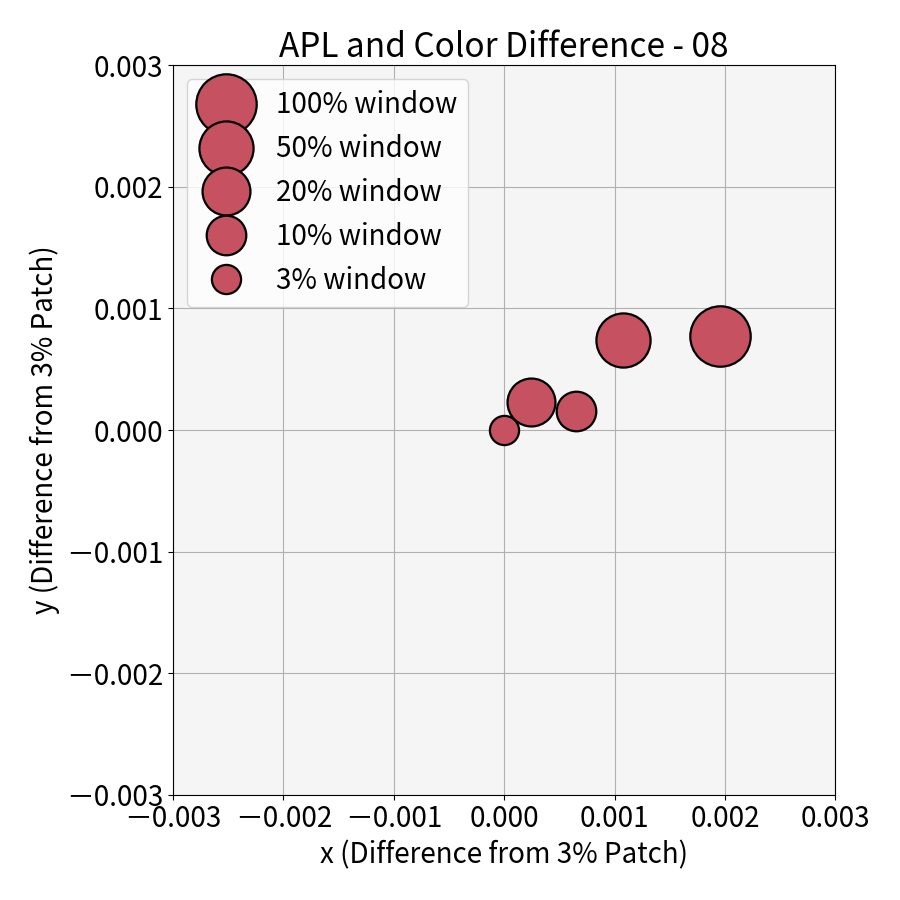 APL and Color Difference - 08
100% window
50% window
20% window
10% window
3% window
y (Difference from 3% Patch)
0.003
0.002
0.001
0.000
−0.001
−0.002
−0.003
−0.003 −0.002 −0.001 0.000 0.001 0.002 0.003
x (Difference from 3% Patch)